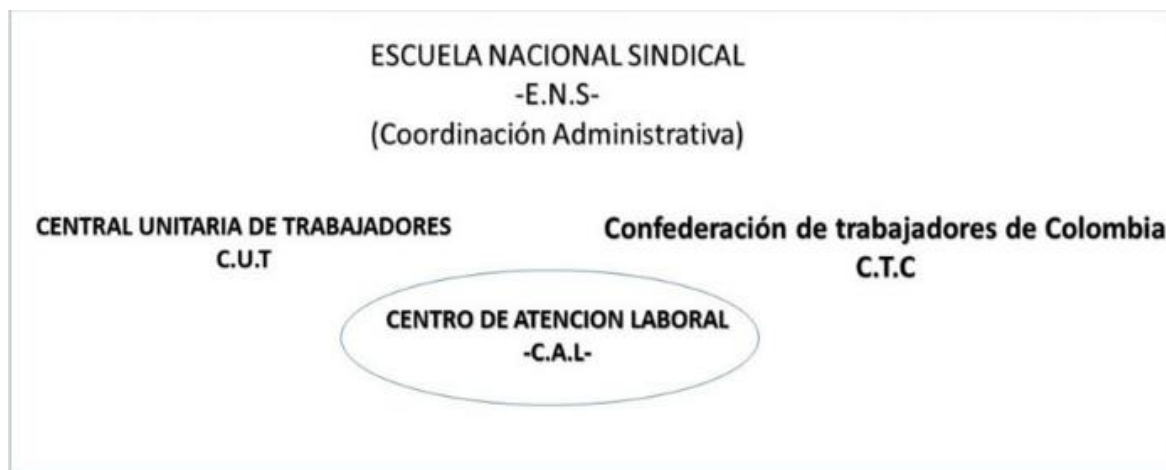 ESCUELA NACIONAL SINDICAL
-E.N.S-
(Coordinación Administrativa)
CENTRAL UNITARIA DE TRABAJADORES
C.U.T
Confederación de trabajadores de Colombia
C.T.C
CENTRO DE ATENCION LABORAL
-C.A.L-